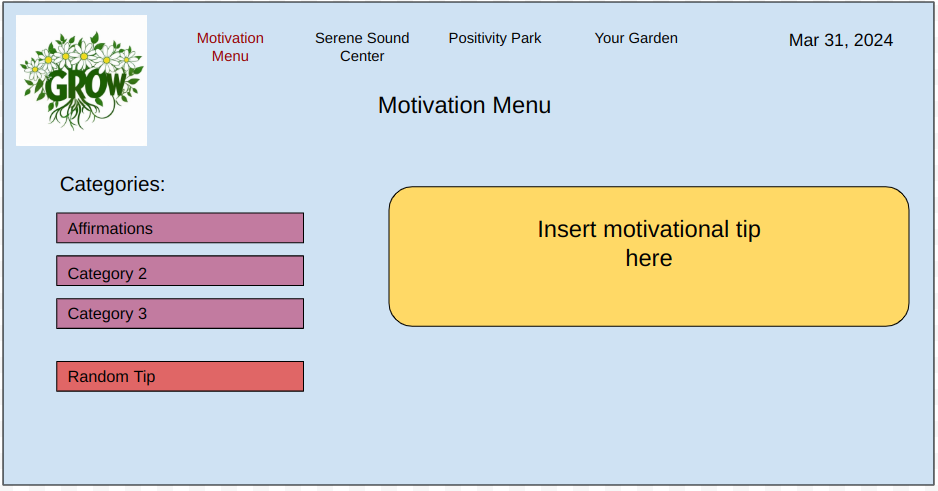 GROW
Motivation
Menu
Serene Sound
Center
Positivity Park
Your Garden
Mar 31, 2024
Motivation Menu
Categories:
Affirmations
Category 2
Category 3
Random Tip
Insert motivational tip
here